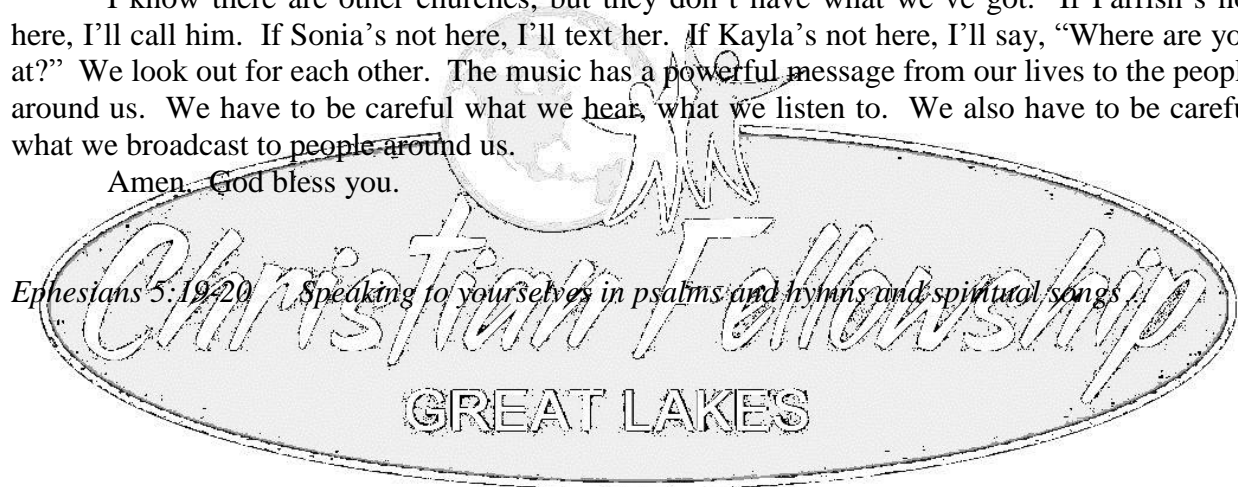 I know there are other churches, but they don't have what we've got. If Parrish's
here, I'll call him. If Sonia's not here, I'll text her. If Kayla's not here, I'll say, "Where are
at?" We look out for each other. The music has a powerful message from our lives to the
around us. We have to be careful what we hear, what we listen to. We also have to be
what we broadcast to people around us.
Amen. God bless you.
Christian Fellowship
Ephesians 5:19-20 Speaking to yourselves in psalms and hymns and spiritual songs ...
GREAT LAKES